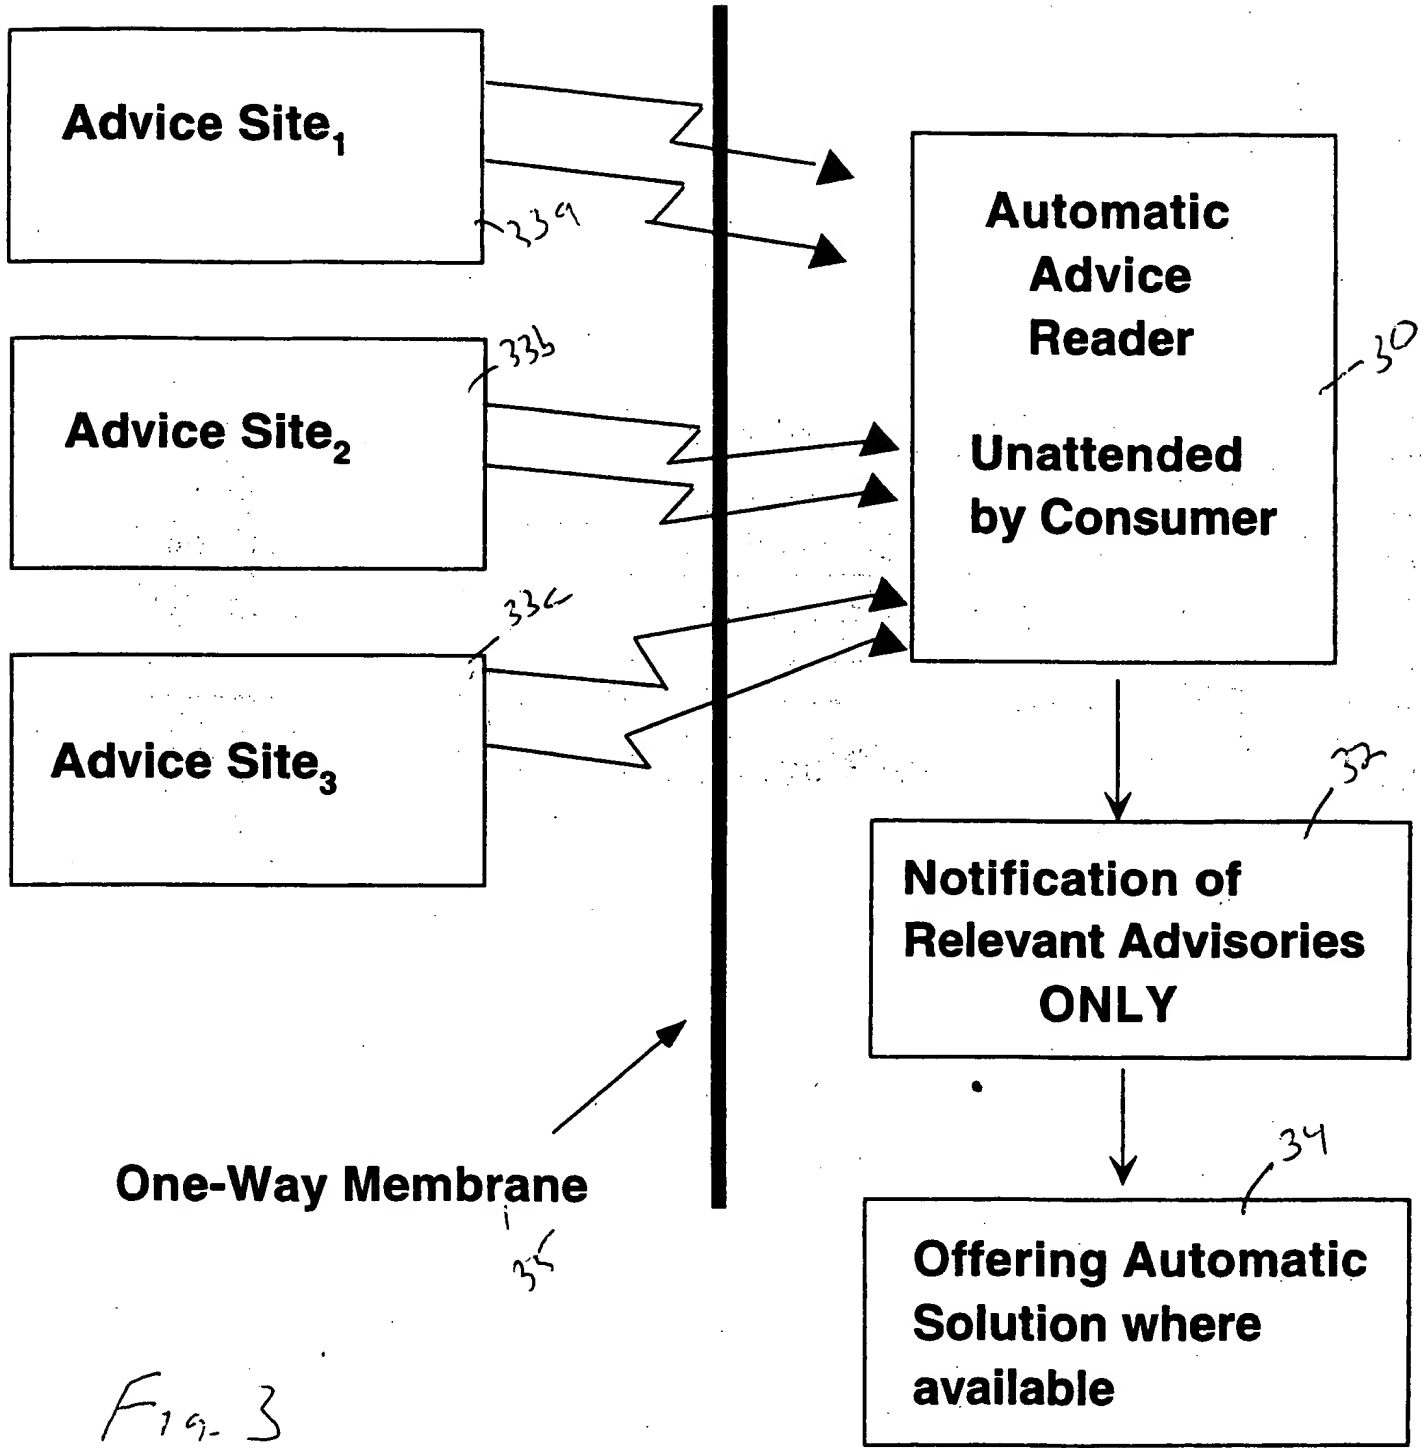 Advice Site₁
33a
Advice Site₂
33b
Advice Site₃
33c
Automatic
Advice
Reader
Unattended
by Consumer
30
32
Notification of
Relevant Advisories
ONLY
34
Offering Automatic
Solution where
available
One-Way Membrane
35
Fig. 3